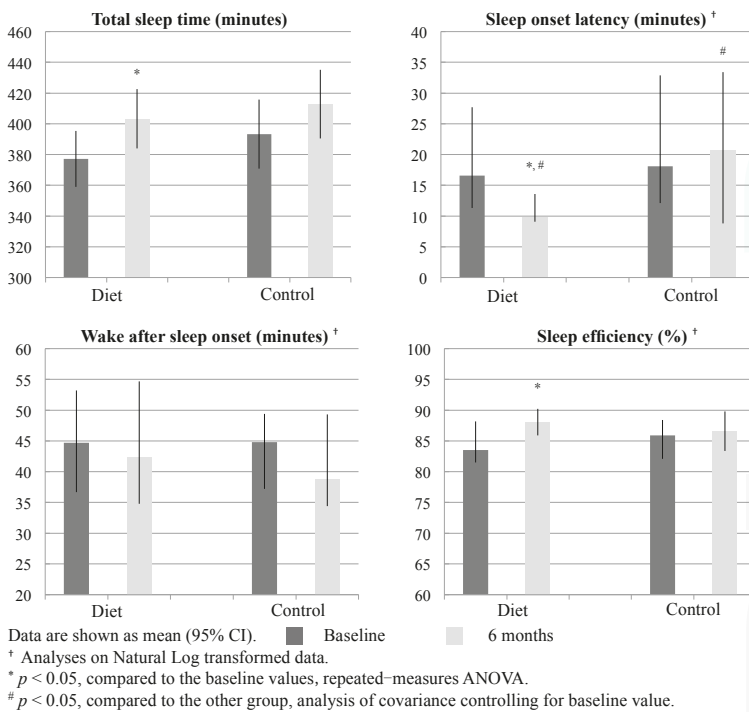 Total sleep time (minutes)
460
440
420
400
380
360
340
320
300
*
Diet
Control
Sleep onset latency (minutes) †
40
35
30
25
20
15
10
5
0
*, #
#
Diet
Control
Wake after sleep onset (minutes) †
60
55
50
45
40
35
30
25
20
Diet
Control
Sleep efficiency (%) †
100
95
90
85
80
75
70
65
60
*
Diet
Control
Data are shown as mean (95% CI). Baseline 6 months
† Analyses on Natural Log transformed data.
* p < 0.05, compared to the baseline values, repeated−measures ANOVA.
# p < 0.05, compared to the other group, analysis of covariance controlling for baseline value.